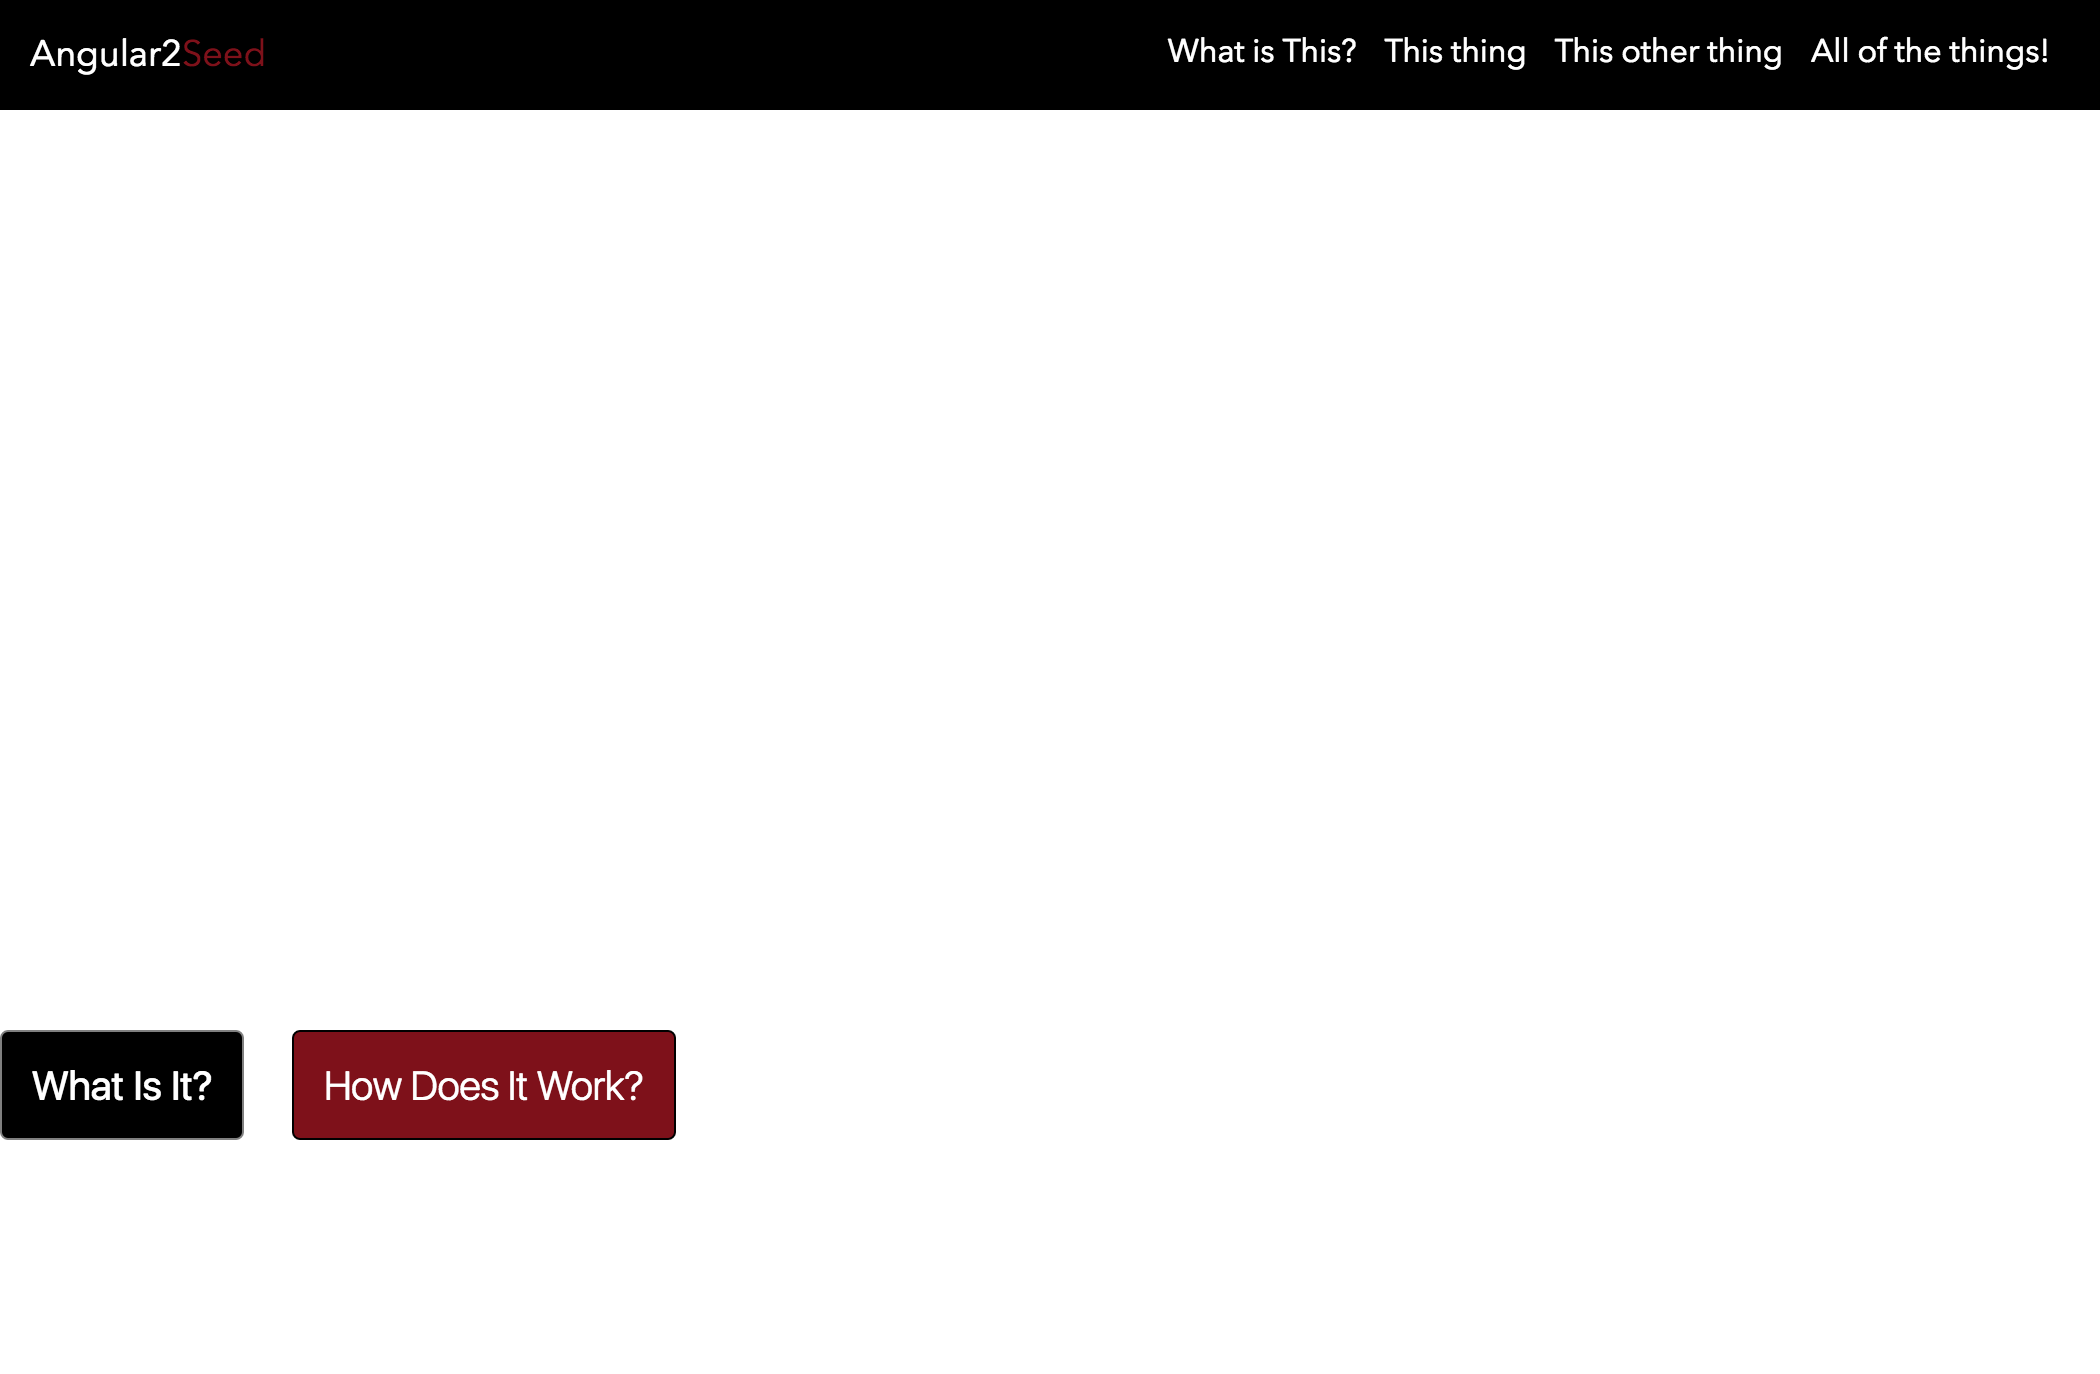 Angular2Seed What is This? This thing This other thing All of the things!
What Is It? How Does It Work?